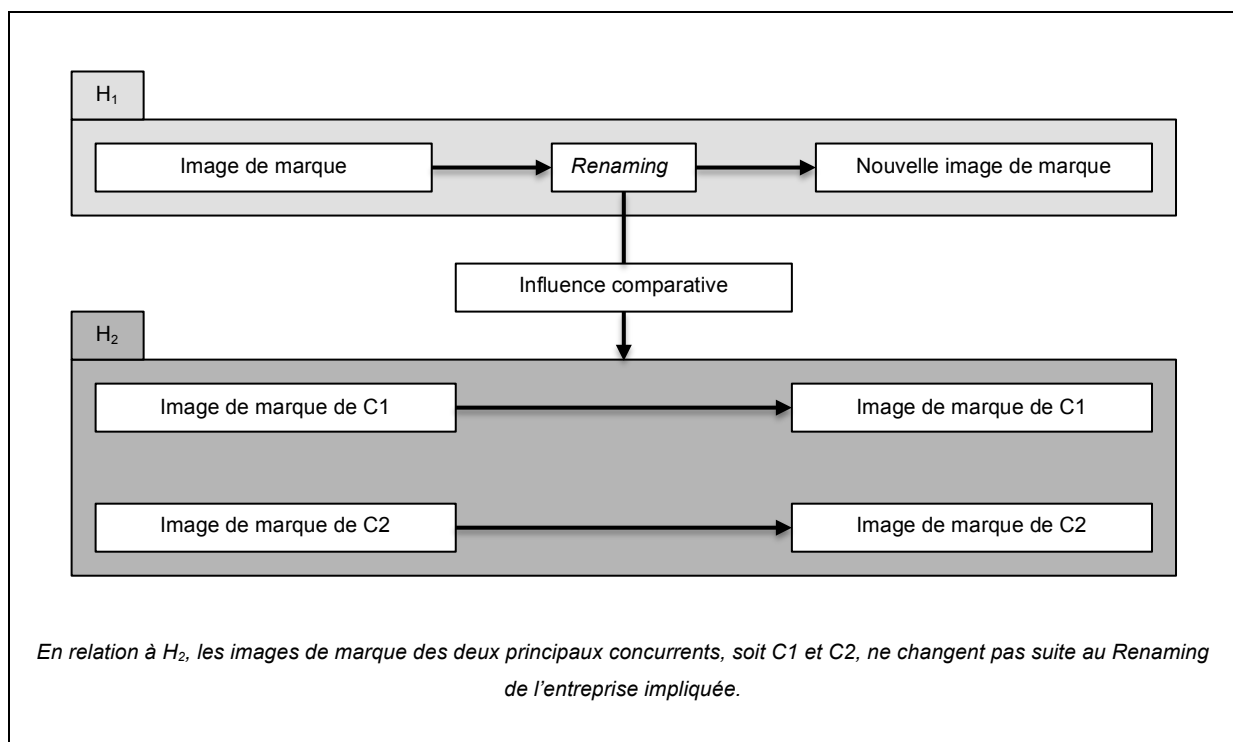 H₁
Image de marque
Renaming
Nouvelle image de marque
Influence comparative
H₂
Image de marque de C1
Image de marque de C1
Image de marque de C2
Image de marque de C2
En relation à H₂, les images de marque des deux principaux concurrents, soit C1 et C2, ne changent pas suite au Renaming
de l’entreprise impliquée.